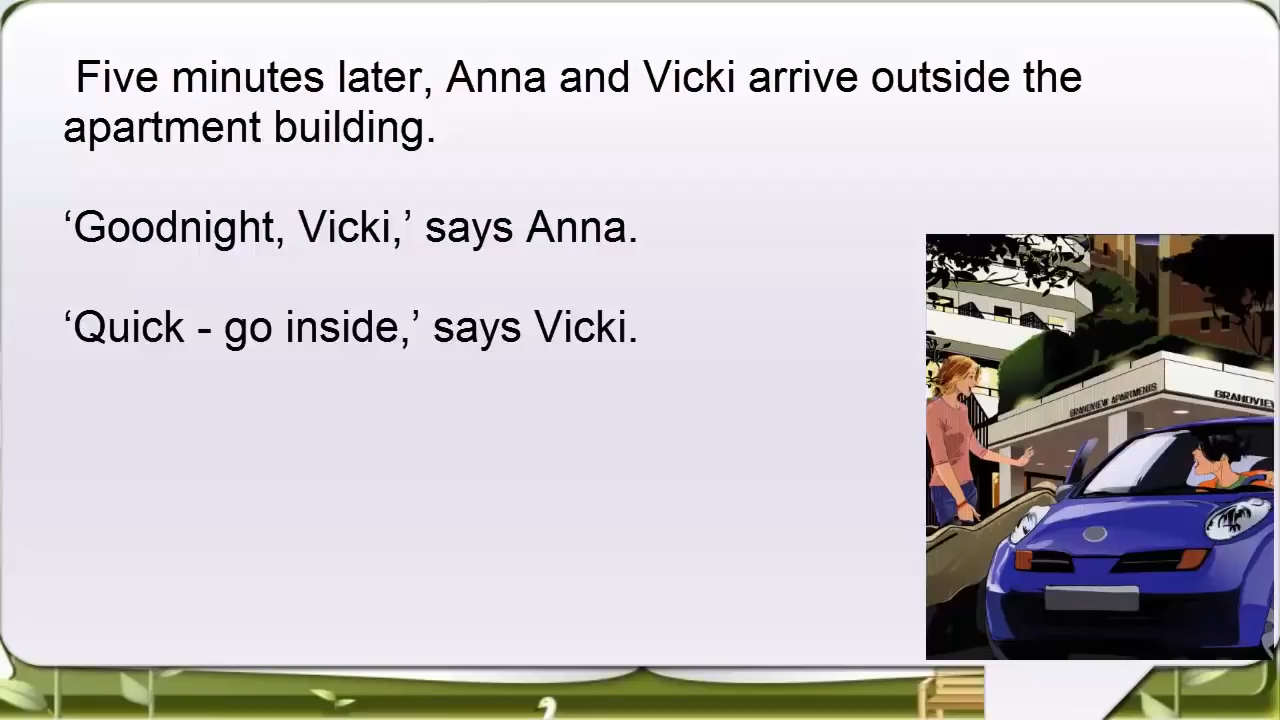 Five minutes later, Anna and Vicki arrive outside the
apartment building.
‘Goodnight, Vicki,’ says Anna.
‘Quick - go inside,’ says Vicki.
GRANDVIEW APARTMENTS
GRANDVIEW